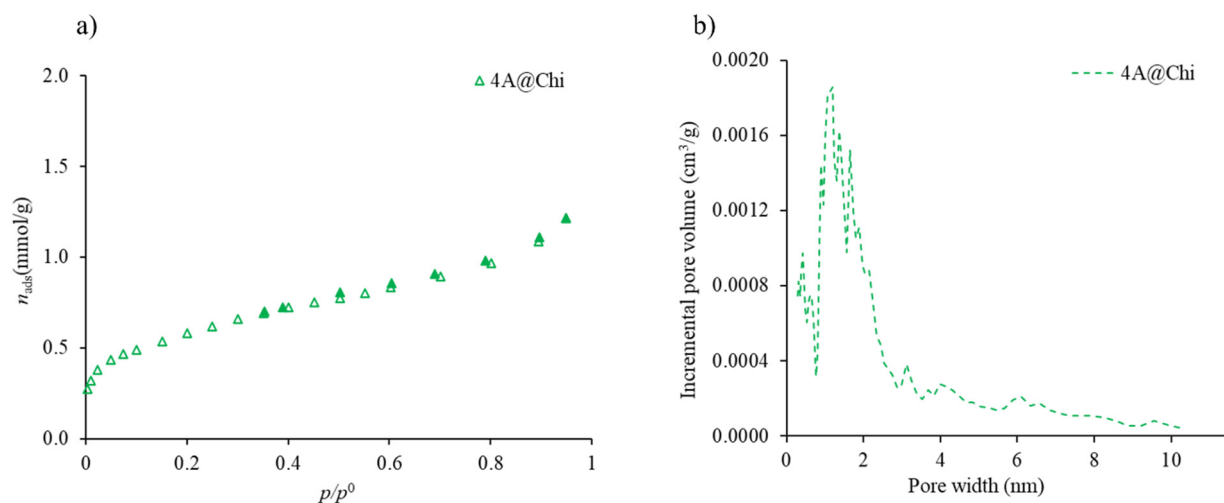 a)
4A@Chi
2.0
1.5
1.0
0.5
0.0
n_ads(mmol/g)
0 0.2 0.4 0.6 0.8 1
p/p⁰
b)
4A@Chi
0.0020
0.0016
0.0012
0.0008
0.0004
0.0000
Incremental pore volume (cm³/g)
0 2 4 6 8 10
Pore width (nm)